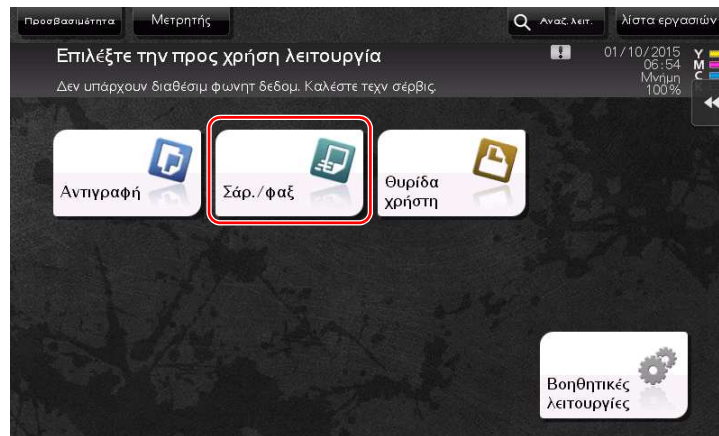 Προσβασιμότητα
Μετρητής
Αναζ. λειτ.
λίστα εργασιών
Επιλέξτε την προς χρήση λειτουργία
Δεν υπάρχουν διαθέσιμ φωνητ δεδομ. Καλέστε τεχν σέρβις.
01/10/2015
06:54
Μνήμη
100%
Y
M
C
K
Αντιγραφή
Σάρ./φαξ
Θυρίδα
χρήστη
Βοηθητικές
λειτουργίες